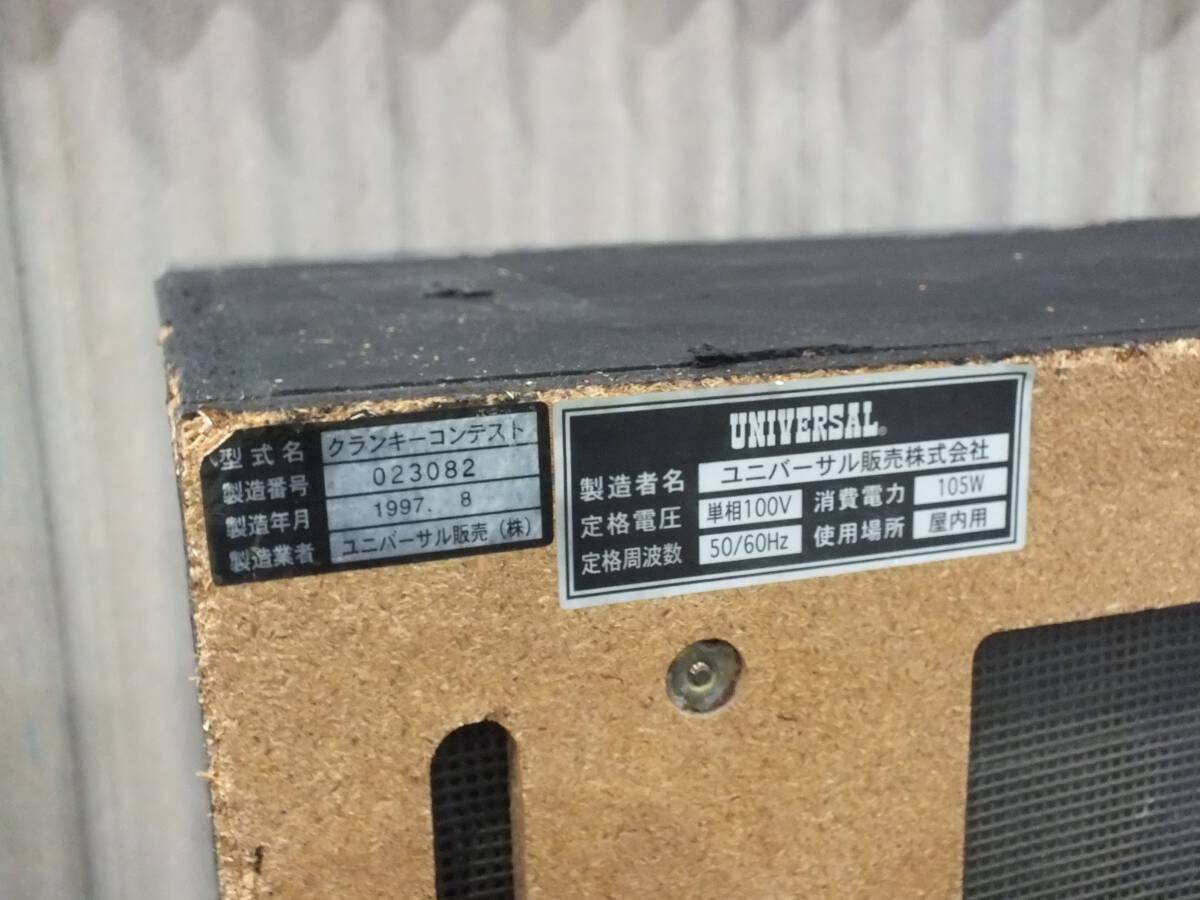 型式名 クランキーコンテスト
製造番号 023082
製造年月 1997. 8
製造業者 ユニバーサル販売(株)
UNIVERSAL®
製造者名 ユニバーサル販売株式会社
定格電圧 単相100V 消費電力 105W
定格周波数 50/60Hz 使用場所 屋内用